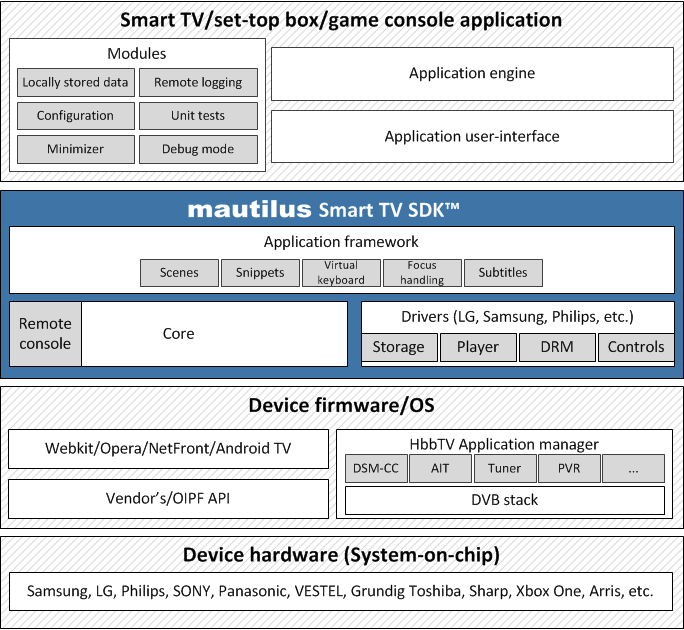 Smart TV/set-top box/game console application
Modules
Locally stored data
Remote logging
Configuration
Unit tests
Minimizer
Debug mode
Application engine
Application user-interface
mautilus Smart TV SDK™
Application framework
Scenes
Snippets
Virtual
keyboard
Focus
handling
Subtitles
Remote
console
Core
Drivers (LG, Samsung, Philips, etc.)
Storage
Player
DRM
Controls
Device firmware/OS
Webkit/Opera/NetFront/Android TV
Vendor's/OIPF API
HbbTV Application manager
DSM-CC
AIT
Tuner
PVR
...
DVB stack
Device hardware (System-on-chip)
Samsung, LG, Philips, SONY, Panasonic, VESTEL, Grundig Toshiba, Sharp, Xbox One, Arris, etc.